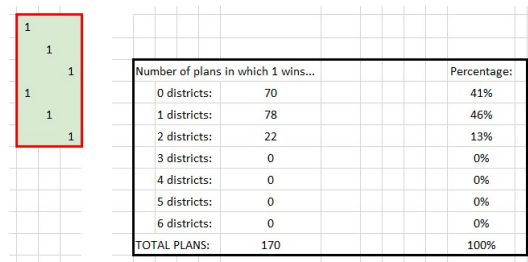 1
1
1
1
1
1
Number of plans in which 1 wins... Percentage:
0 districts: 70 41%
1 districts: 78 46%
2 districts: 22 13%
3 districts: 0 0%
4 districts: 0 0%
5 districts: 0 0%
6 districts: 0 0%
TOTAL PLANS: 170 100%